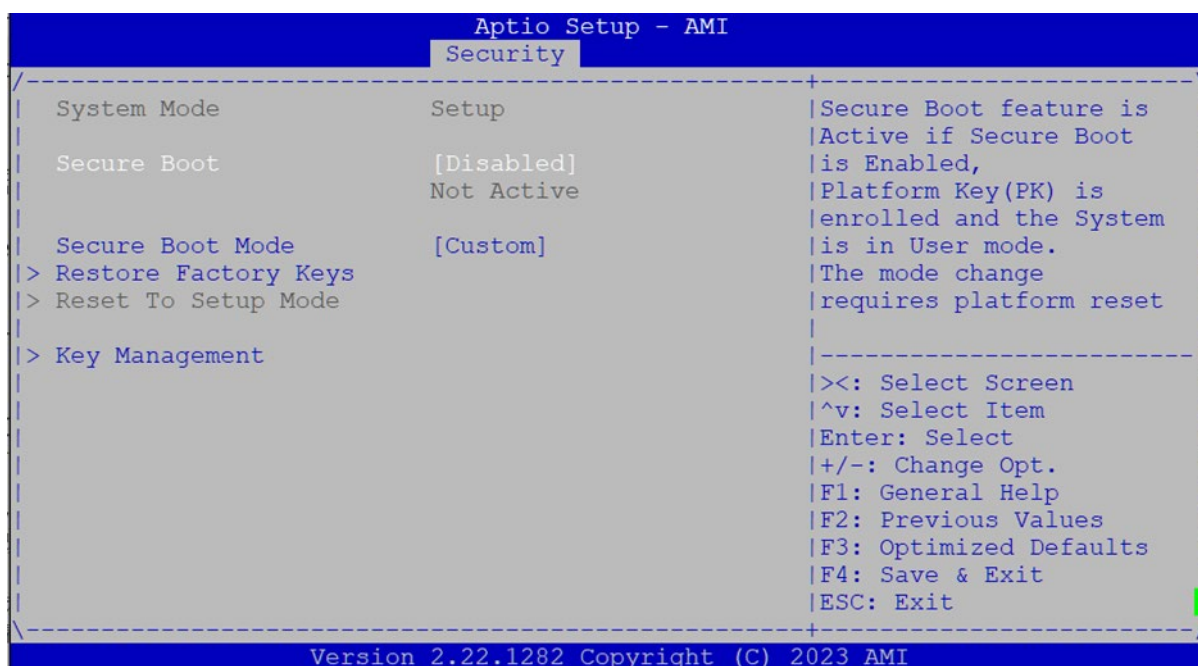 Aptio Setup - AMI
Security
System Mode Setup
Secure Boot [Disabled]
Not Active
Secure Boot Mode [Custom]
> Restore Factory Keys
> Reset To Setup Mode
> Key Management
Secure Boot feature is
Active if Secure Boot
is Enabled,
Platform Key(PK) is
enrolled and the System
is in User mode.
The mode change
requires platform reset
><: Select Screen
^v: Select Item
Enter: Select
+/-: Change Opt.
F1: General Help
F2: Previous Values
F3: Optimized Defaults
F4: Save & Exit
ESC: Exit
Version 2.22.1282 Copyright (C) 2023 AMI